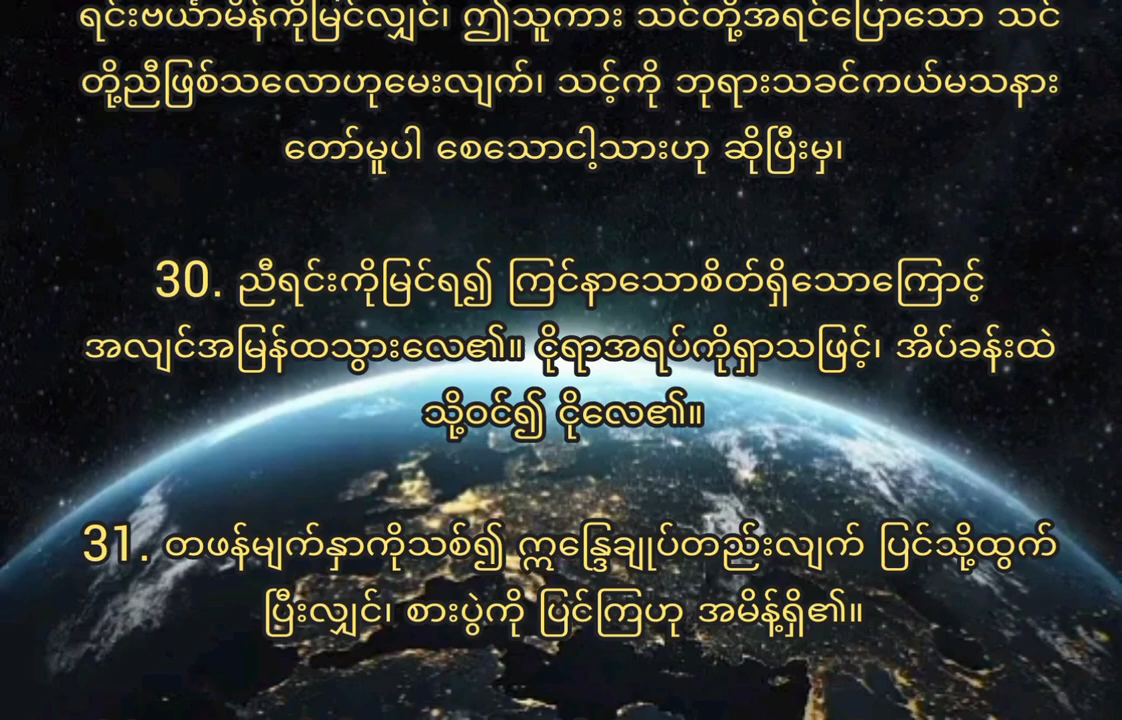 ရင်းဗင်္ယာမိန်ကိုမြင်လျှင်၊ ဤသူကား သင်တို့အရင်ပြောသော သင်
တို့ညီဖြစ်သလောဟုမေးလျက်၊ သင့်ကို ဘုရားသခင်ကယ်မသနား
တော်မူပါ စေသောငါ့သားဟု ဆိုပြီးမှ၊
30. ညီရင်းကိုမြင်ရ၍ ကြင်နာသောစိတ်ရှိသောကြောင့်
အလျင်အမြန်ထသွားလေ၏။ ငိုရာအရပ်ကိုရှာသဖြင့်၊ အိပ်ခန်းထဲ
သို့ဝင်၍ ငိုလေ၏။
31. တဖန်မျက်နှာကိုသစ်၍ ဣန္ဒြေချုပ်တည်းလျက် ပြင်သို့ထွက်
ပြီးလျှင်၊ စားပွဲကို ပြင်ကြဟု အမိန့်ရှိ၏။